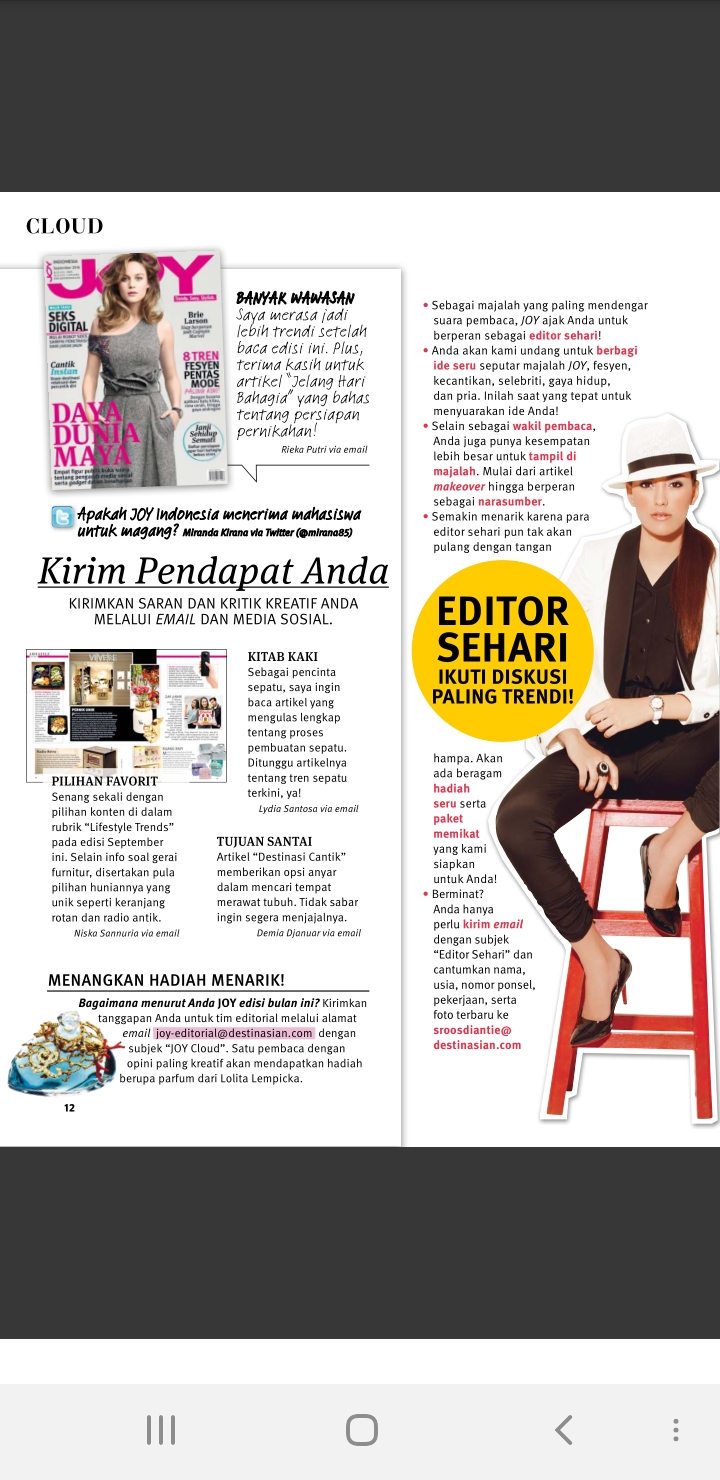 CLOUD
JOY
INDONESIA
SEKS
DIGITAL
Brie
Larson
Cantik
Instan
8 TREN
FESYEN
PENTAS
MODE
DAYA
DUNIA
MAYA
Janji
Sehidup
Semati
BANYAK WAWASAN
Saya merasa jadi
lebih trendi setelah
baca edisi ini. Plus,
terima kasih untuk
artikel “Jelang Hari
Bahagia” yang bahas
tentang persiapan
pernikahan!
Rieka Putri via email
Apakah JOY Indonesia menerima mahasiswa
untuk magang? Miranda Kirana via Twitter (@mirana85)
Kirim Pendapat Anda
KIRIMKAN SARAN DAN KRITIK KREATIF ANDA
MELALUI EMAIL DAN MEDIA SOSIAL.
PILIHAN FAVORIT
Senang sekali dengan
pilihan konten di dalam
rubrik “Lifestyle Trends”
pada edisi September
ini. Selain info soal gerai
furnitur, disertakan pula
pilihan huniannya yang
unik seperti keranjang
rotan dan radio antik.
Niska Sannuria via email
KITAB KAKI
Sebagai pencinta
sepatu, saya ingin
baca artikel yang
mengulas lengkap
tentang proses
pembuatan sepatu.
Ditunggu artikelnya
tentang tren sepatu
terkini, ya!
Lydia Santosa via email
TUJUAN SANTAI
Artikel “Destinasi Cantik”
memberikan opsi anyar
dalam mencari tempat
merawat tubuh. Tidak sabar
ingin segera menjajalnya.
Demia Djanuar via email
MENANGKAN HADIAH MENARIK!
Bagaimana menurut Anda JOY edisi bulan ini? Kirimkan
tanggapan Anda untuk tim editorial melalui alamat
email joy-editorial@destinasian.com dengan
subjek “JOY Cloud”. Satu pembaca dengan
opini paling kreatif akan mendapatkan hadiah
berupa parfum dari Lolita Lempicka.
12
• Sebagai majalah yang paling mendengar
suara pembaca, JOY ajak Anda untuk
berperan sebagai editor sehari!
• Anda akan kami undang untuk berbagi
ide seru seputar majalah JOY, fesyen,
kecantikan, selebriti, gaya hidup,
dan pria. Inilah saat yang tepat untuk
menyuarakan ide Anda!
• Selain sebagai wakil pembaca,
Anda juga punya kesempatan
lebih besar untuk tampil di
majalah. Mulai dari artikel
makeover hingga berperan
sebagai narasumber.
• Semakin menarik karena para
editor sehari pun tak akan
pulang dengan tangan
EDITOR
SEHARI
IKUTI DISKUSI
PALING TRENDI!
hampa. Akan
ada beragam
hadiah
seru serta
paket
memikat
yang kami
siapkan
untuk Anda!
• Berminat?
Anda hanya
perlu kirim email
dengan subjek
“Editor Sehari” dan
cantumkan nama,
usia, nomor ponsel,
pekerjaan, serta
foto terbaru ke
sroosdiantie@
destinasian.com